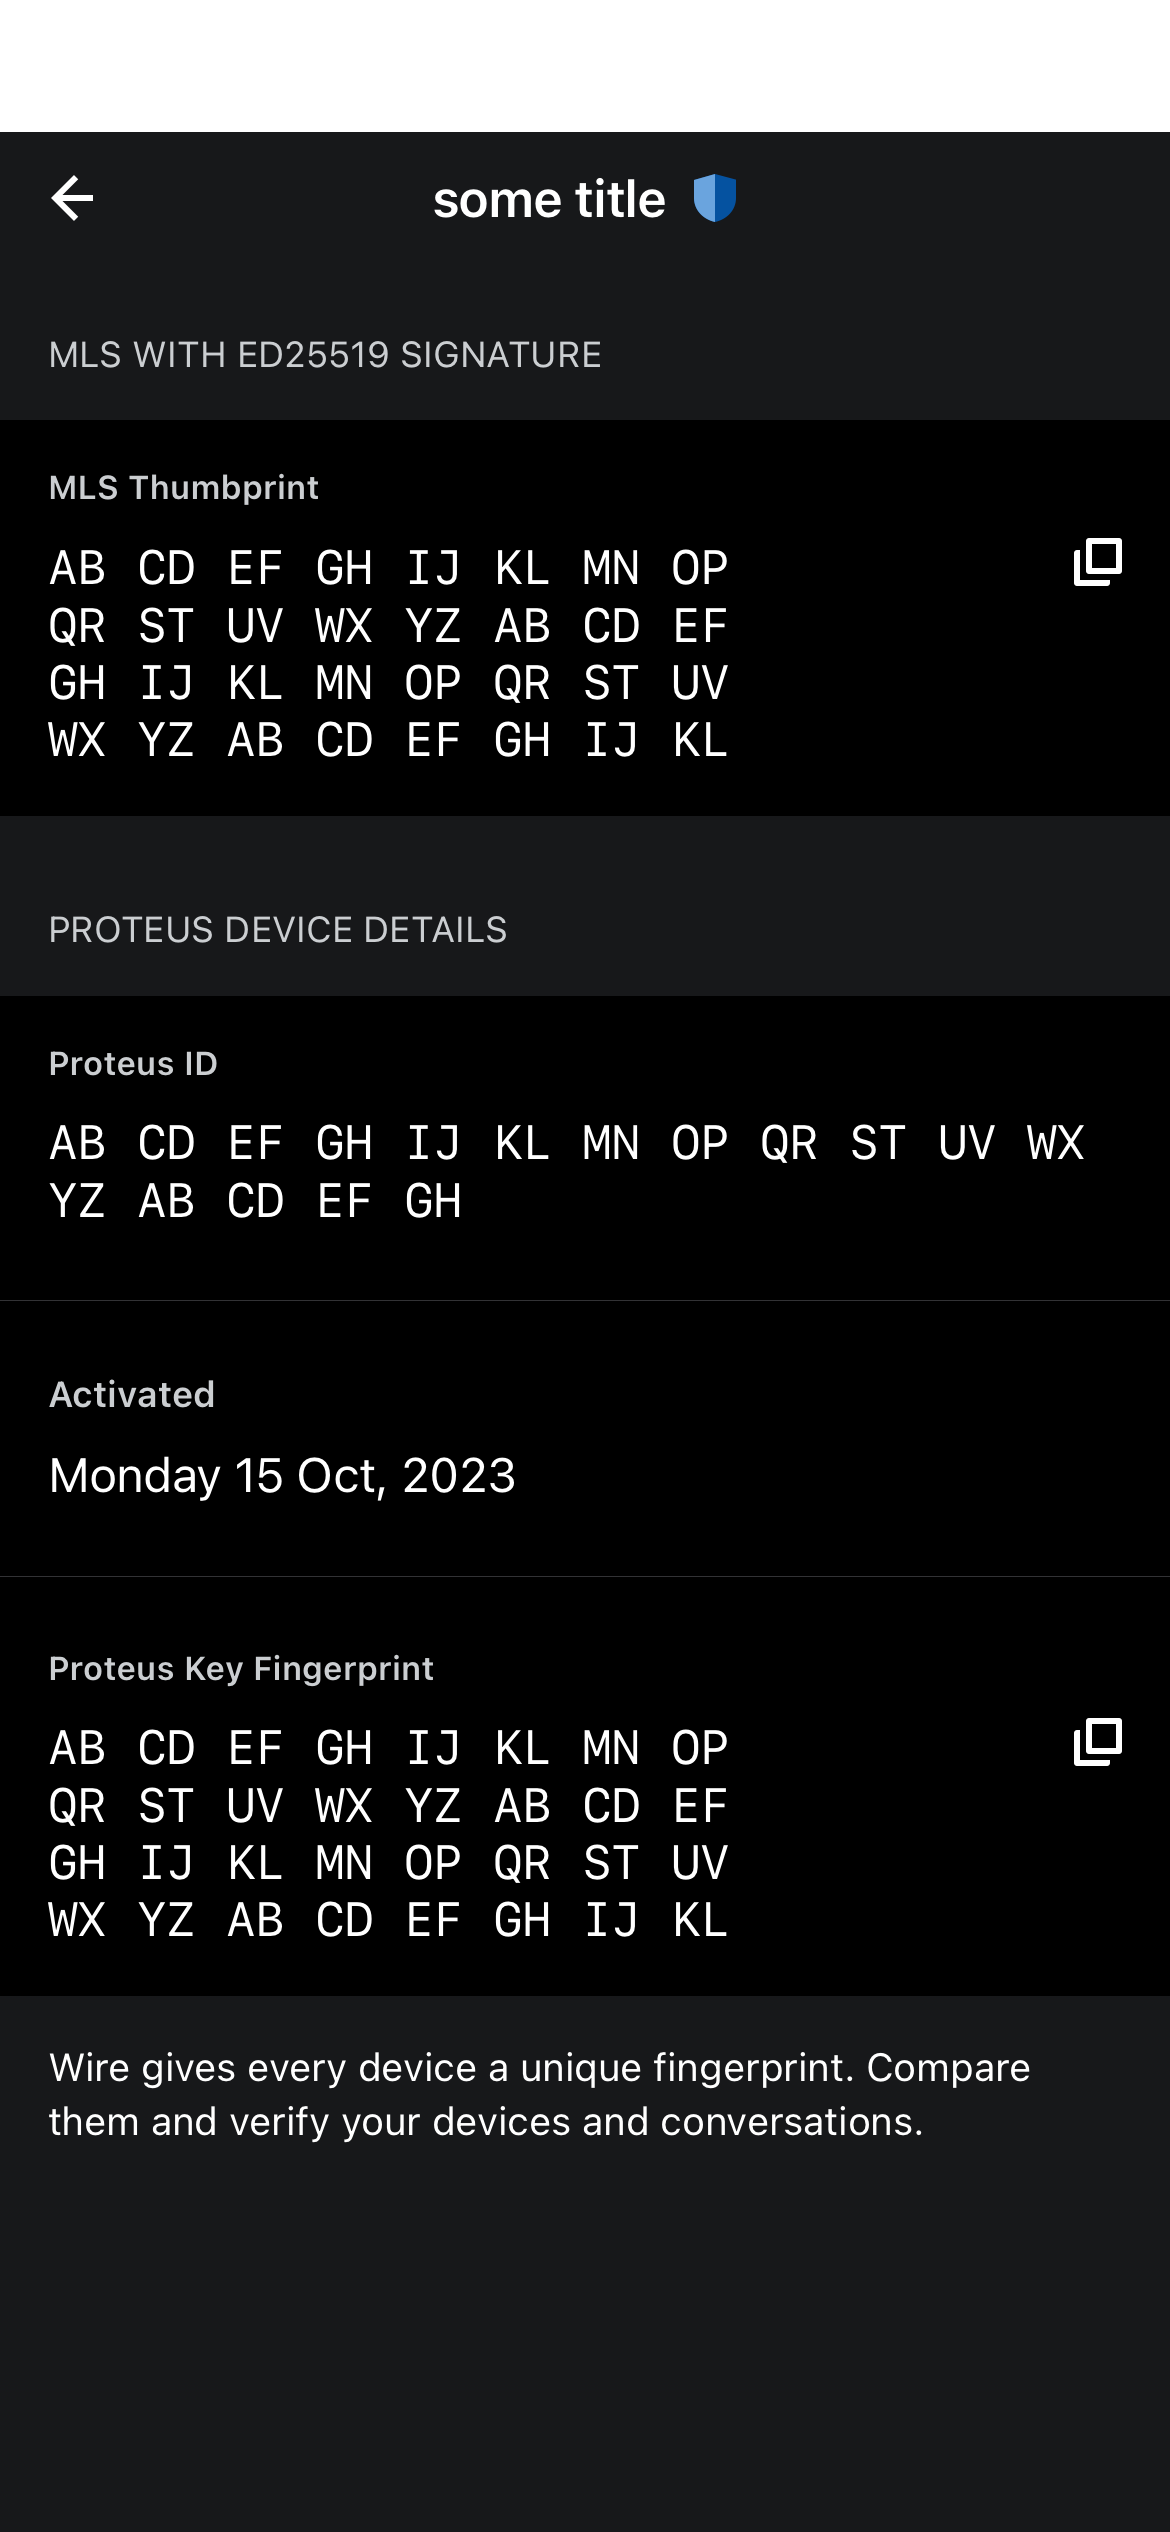 some title
MLS WITH ED25519 SIGNATURE
MLS Thumbprint
AB CD EF GH IJ KL MN OP
QR ST UV WX YZ AB CD EF
GH IJ KL MN OP QR ST UV
WX YZ AB CD EF GH IJ KL
PROTEUS DEVICE DETAILS
Proteus ID
AB CD EF GH IJ KL MN OP QR ST UV WX
YZ AB CD EF GH
Activated
Monday 15 Oct, 2023
Proteus Key Fingerprint
AB CD EF GH IJ KL MN OP
QR ST UV WX YZ AB CD EF
GH IJ KL MN OP QR ST UV
WX YZ AB CD EF GH IJ KL
Wire gives every device a unique fingerprint. Compare
them and verify your devices and conversations.